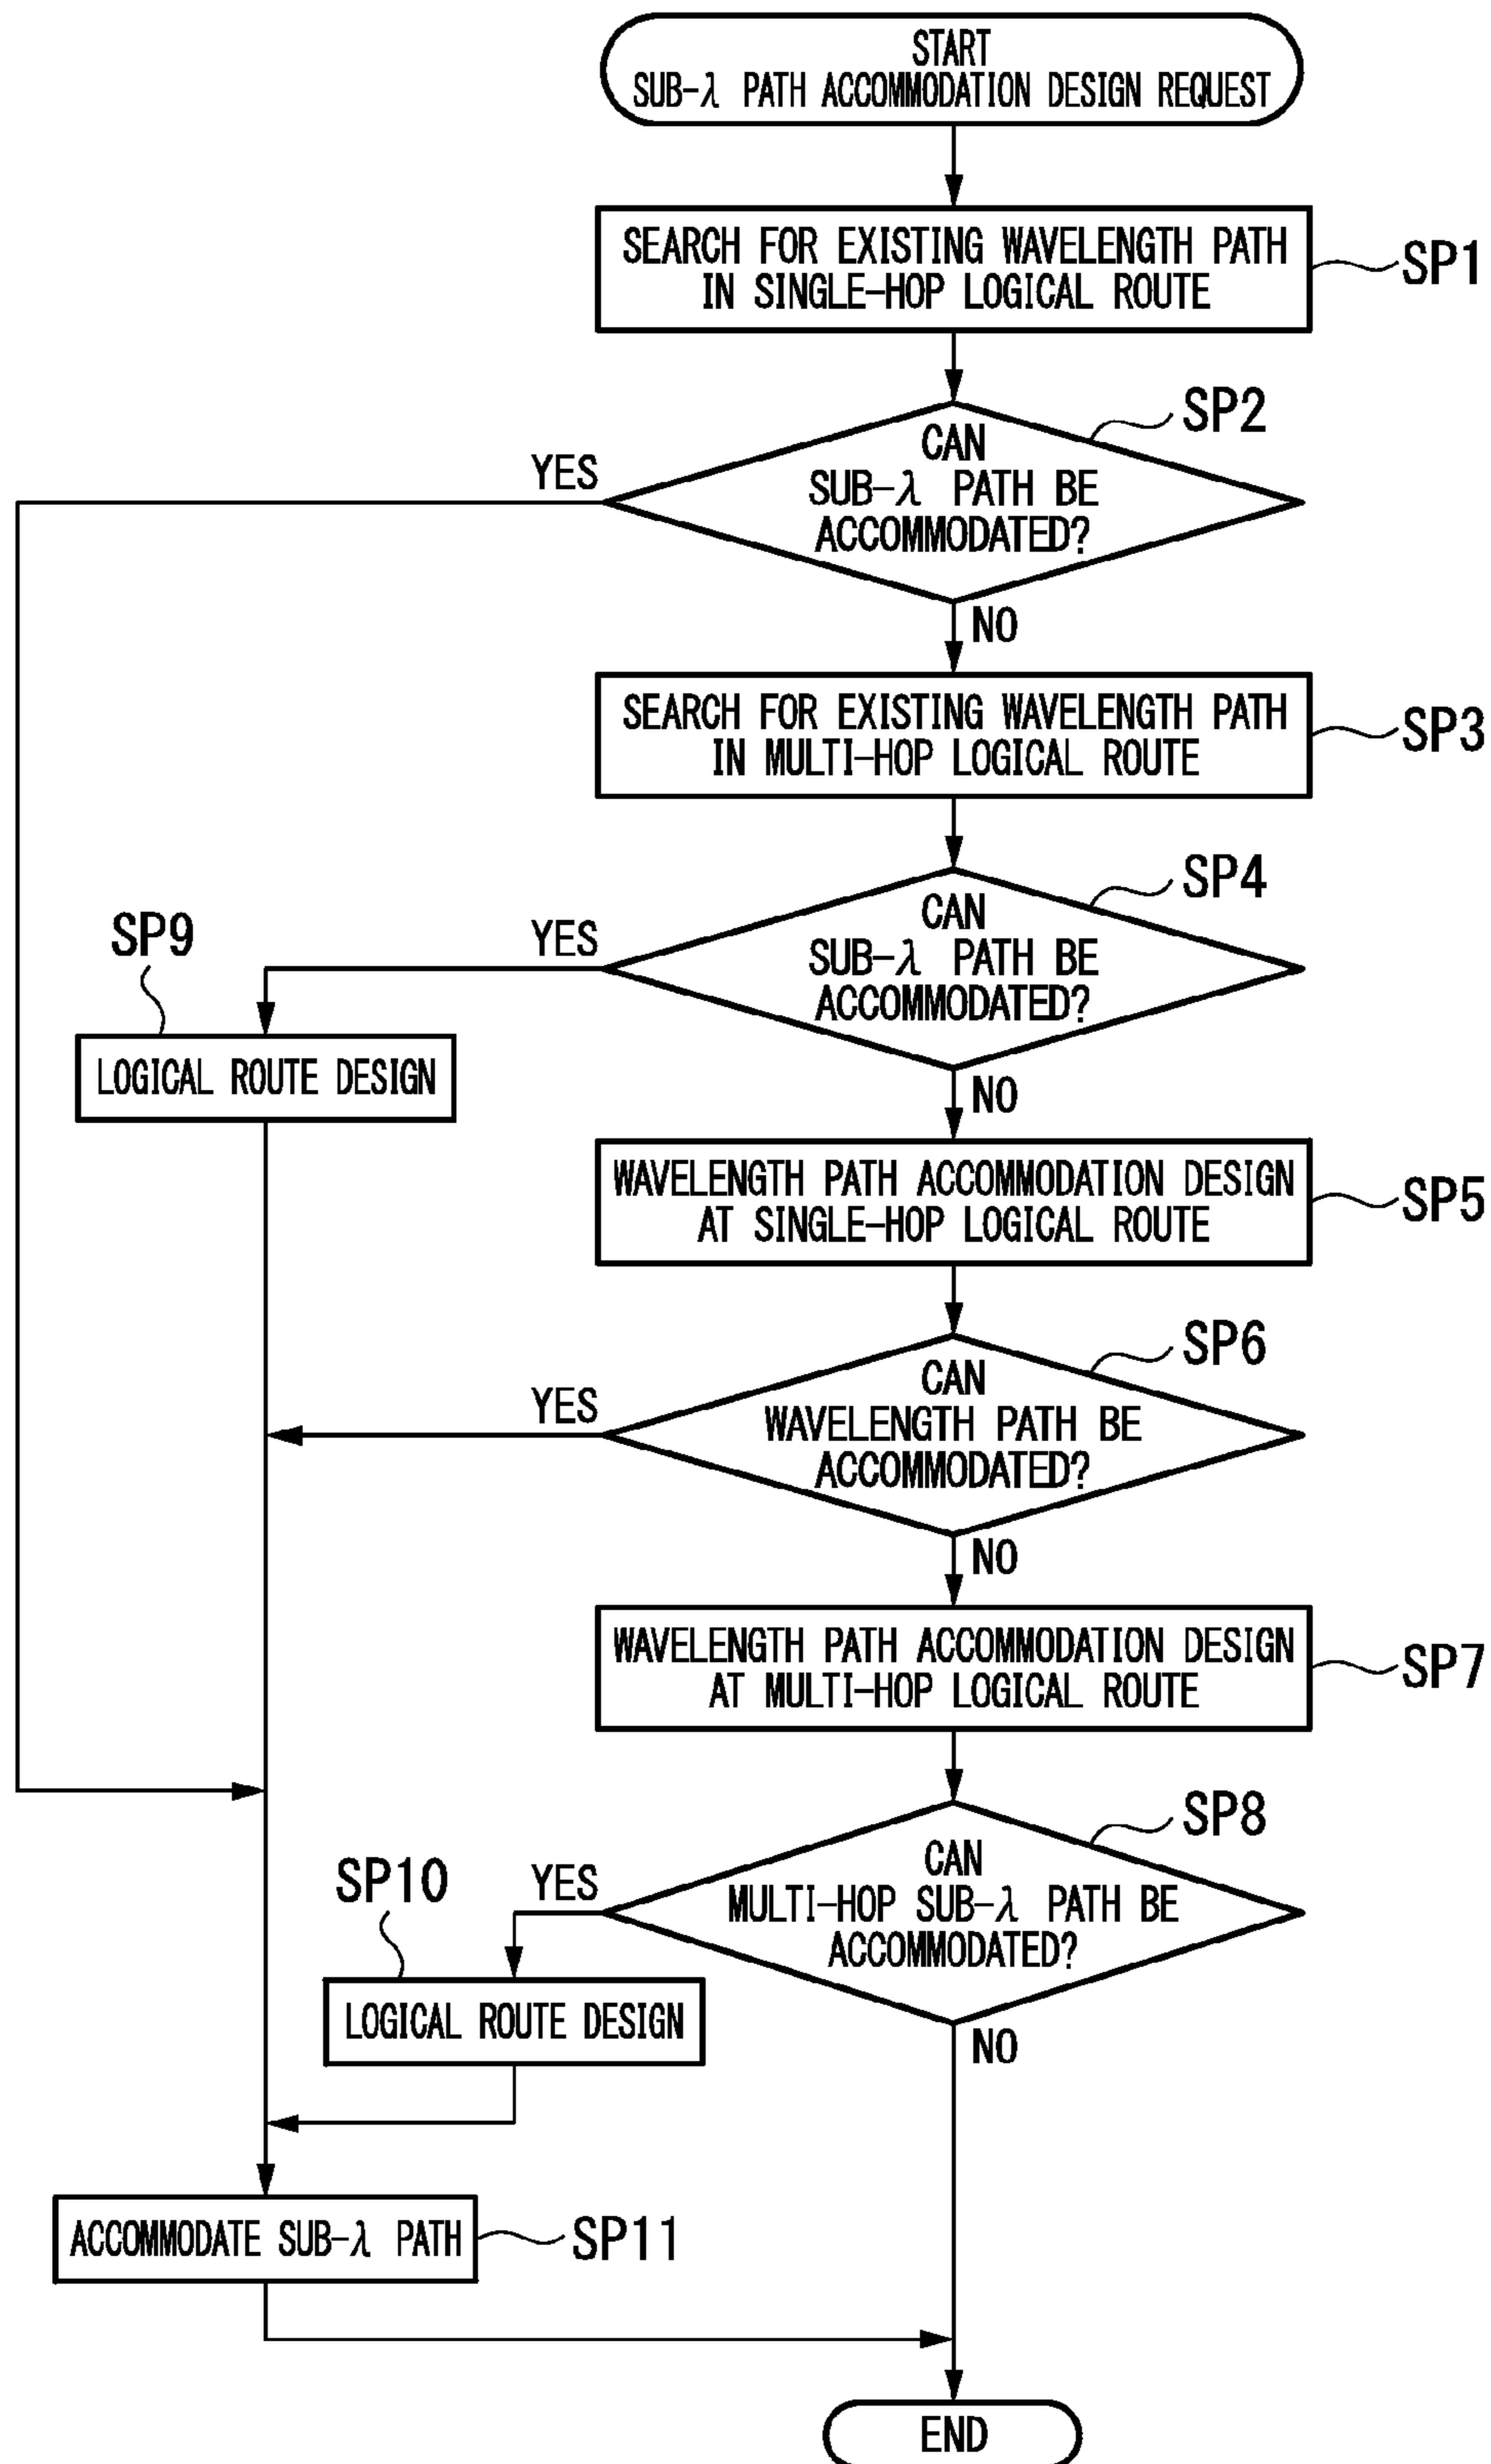 START
SUB-λ PATH ACCOMMODATION DESIGN REQUEST
SEARCH FOR EXISTING WAVELENGTH PATH
IN SINGLE-HOP LOGICAL ROUTE
SP1
SP2
CAN
SUB-λ PATH BE
ACCOMMODATED?
YES
NO
SEARCH FOR EXISTING WAVELENGTH PATH
IN MULTI-HOP LOGICAL ROUTE
SP3
SP4
CAN
SUB-λ PATH BE
ACCOMMODATED?
YES
NO
SP9
LOGICAL ROUTE DESIGN
WAVELENGTH PATH ACCOMMODATION DESIGN
AT SINGLE-HOP LOGICAL ROUTE
SP5
SP6
CAN
WAVELENGTH PATH BE
ACCOMMODATED?
YES
NO
WAVELENGTH PATH ACCOMMODATION DESIGN
AT MULTI-HOP LOGICAL ROUTE
SP7
SP8
CAN
MULTI-HOP SUB-λ PATH BE
ACCOMMODATED?
YES
NO
SP10
LOGICAL ROUTE DESIGN
ACCOMMODATE SUB-λ PATH
SP11
END